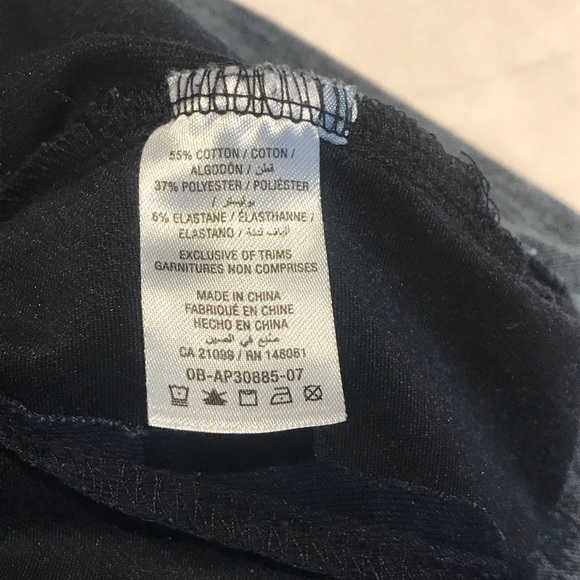 55% COTTON / COTON /
ALGODÓN / قطن
37% POLYESTER / POLIÉSTER
/ بوليستر
8% ELASTANE / ÉLASTHANNE /
ELASTANO / ألياف لدنة
EXCLUSIVE OF TRIMS
GARNITURES NON COMPRISES
MADE IN CHINA
FABRIQUÉ EN CHINE
HECHO EN CHINA
صنع في الصين
CA 21099 / RN 148061
0B-AP30885-07